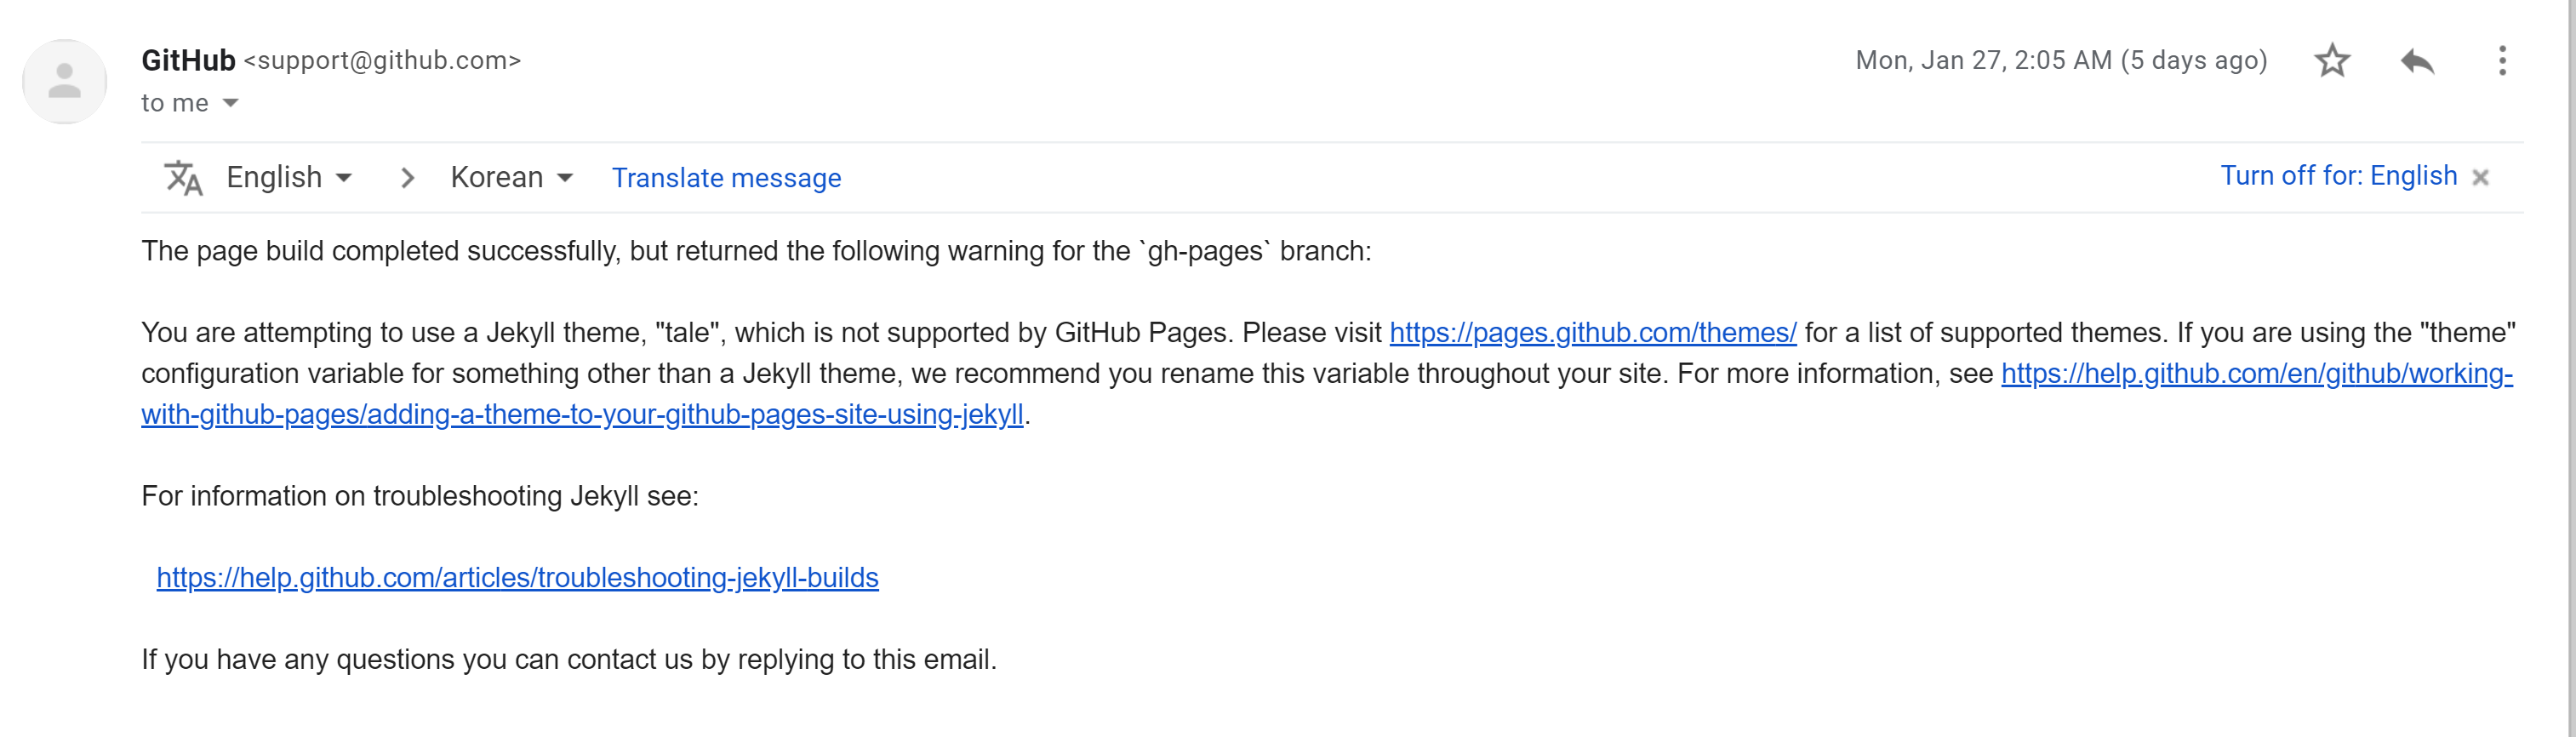 GitHub <support@github.com>
Mon, Jan 27, 2:05 AM (5 days ago)
to me
English
Korean
Translate message
Turn off for: English
The page build completed successfully, but returned the following warning for the `gh-pages` branch:
You are attempting to use a Jekyll theme, "tale", which is not supported by GitHub Pages. Please visit https://pages.github.com/themes/ for a list of supported themes. If you are using the "theme"
configuration variable for something other than a Jekyll theme, we recommend you rename this variable throughout your site. For more information, see https://help.github.com/en/github/working-
with-github-pages/adding-a-theme-to-your-github-pages-site-using-jekyll.
For information on troubleshooting Jekyll see:
https://help.github.com/articles/troubleshooting-jekyll-builds
If you have any questions you can contact us by replying to this email.